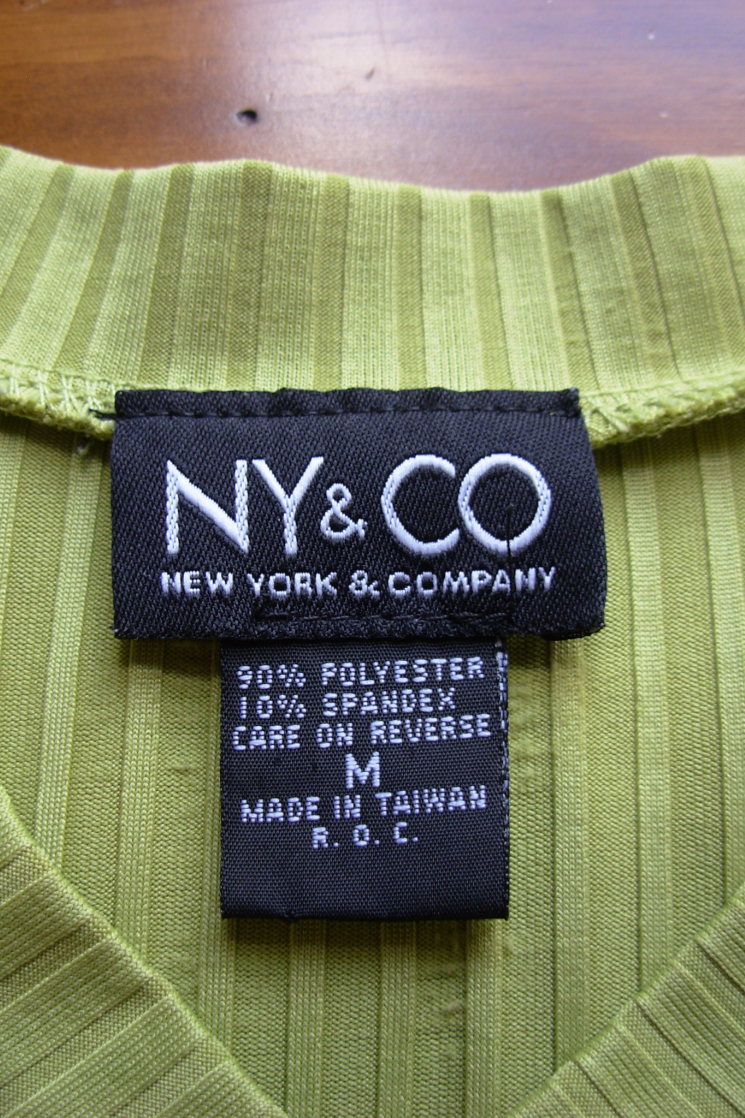 NY & CO
NEW YORK & COMPANY
90% POLYESTER
10% SPANDEX
CARE ON REVERSE
M
MADE IN TAIWAN
R. O. C.